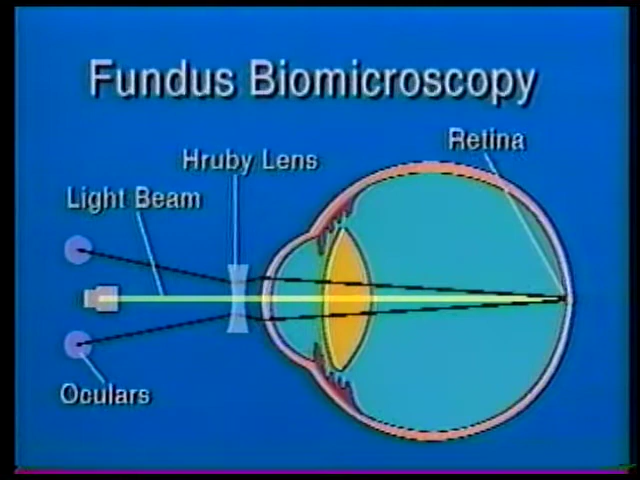 Fundus Biomicroscopy
Retina
Hruby Lens
Light Beam
Oculars